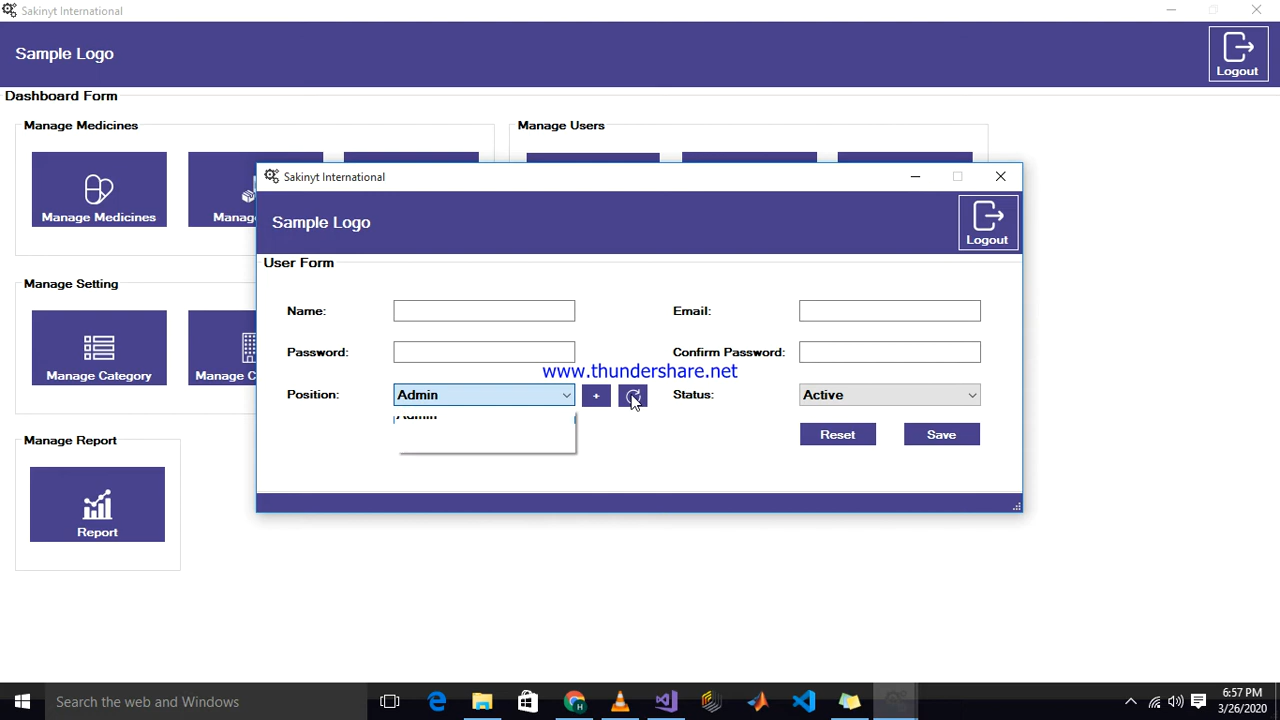 Sakinyt International
Sample Logo
Logout
Dashboard Form
Manage Medicines
Manage Users
Manage Medicines
Sakinyt International
Sample Logo
Logout
User Form
Name:
Email:
Password:
Confirm Password:
www.thundershare.net
Position:
Admin
+
Status:
Active
Admin
Reset
Save
Manage Setting
Manage Category
Manage Report
Report
Search the web and Windows
6:57 PM
3/26/2020